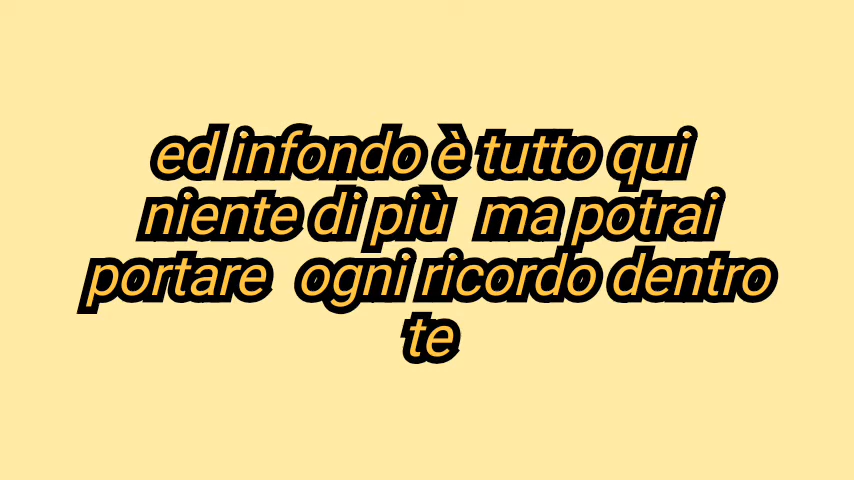 ed infondo è tutto qui
niente di più  ma potrai
portare  ogni ricordo dentro
te